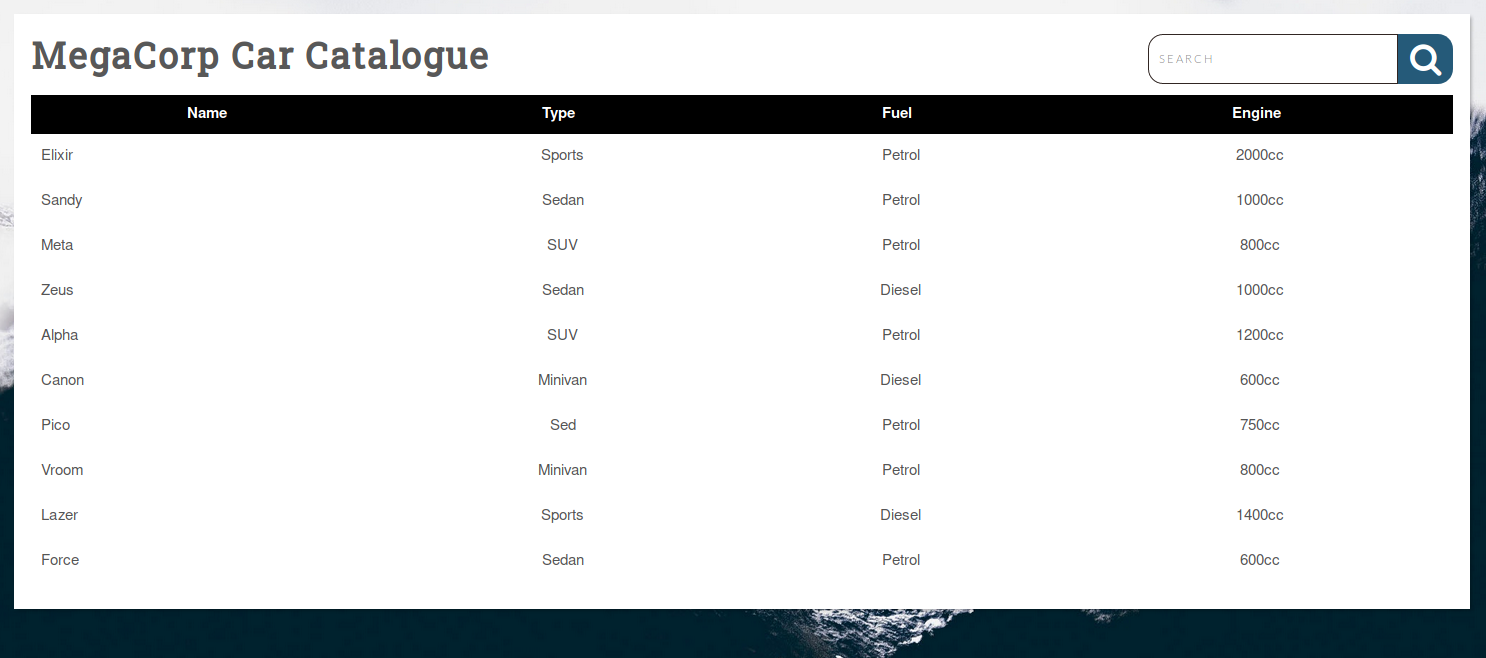 MegaCorp Car Catalogue
SEARCH
Name Type Fuel Engine
Elixir Sports Petrol 2000cc
Sandy Sedan Petrol 1000cc
Meta SUV Petrol 800cc
Zeus Sedan Diesel 1000cc
Alpha SUV Petrol 1200cc
Canon Minivan Diesel 600cc
Pico Sed Petrol 750cc
Vroom Minivan Petrol 800cc
Lazer Sports Diesel 1400cc
Force Sedan Petrol 600cc